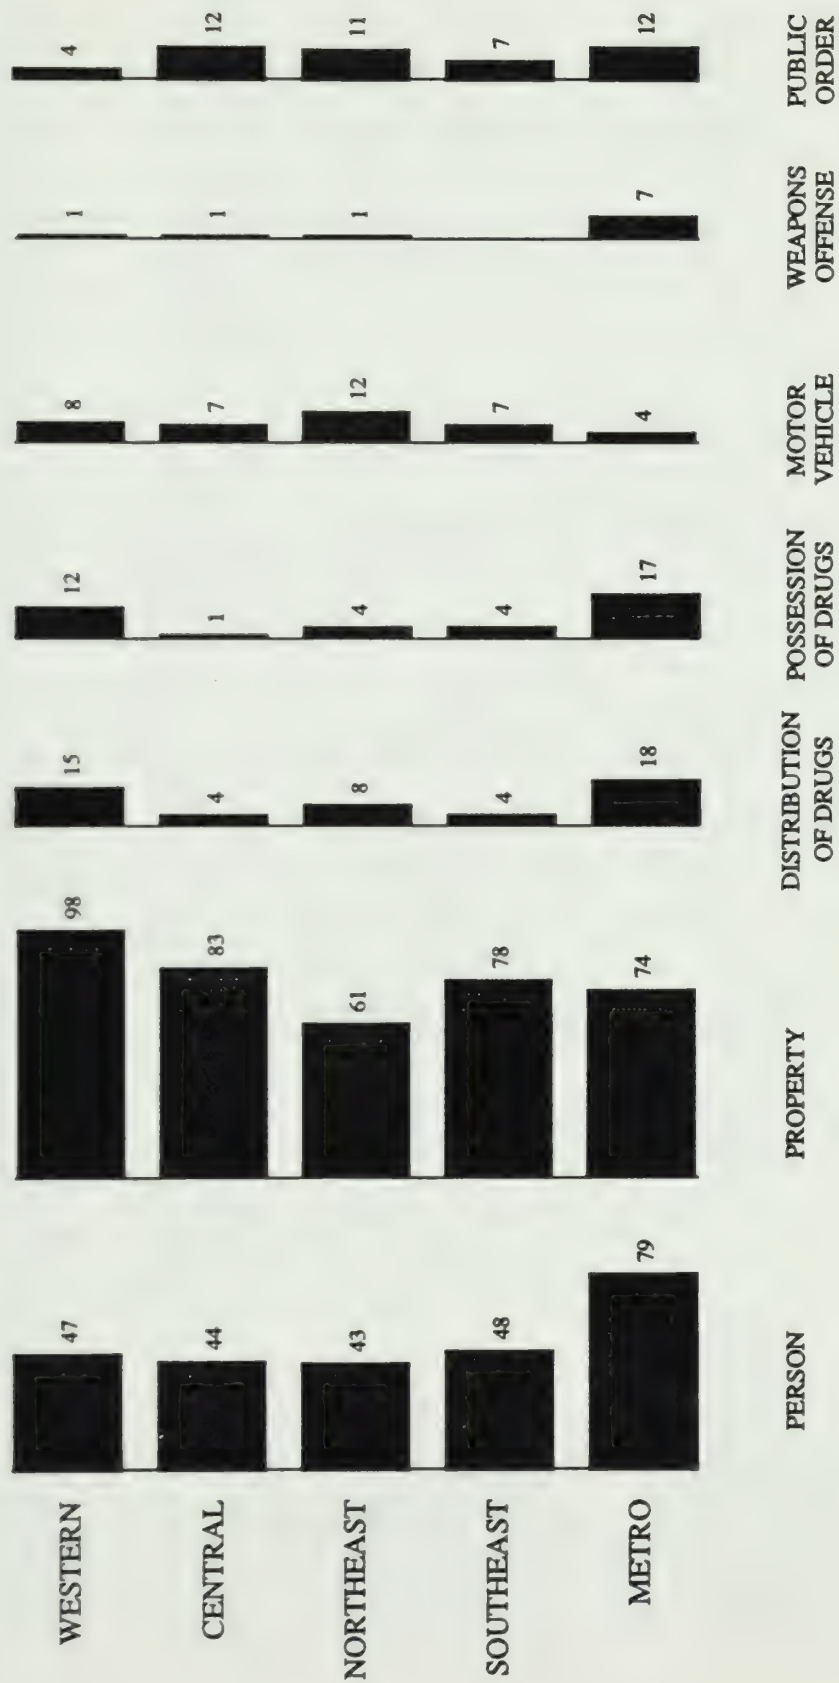 WESTERN 47 98 15 12 8 1 4
CENTRAL 44 83 4 1 7 1 12
NORTHEAST 43 61 8 4 12 1 11
SOUTHEAST 48 78 4 4 7 7
METRO 79 74 18 17 4 7 12
PERSON
PROPERTY
DISTRIBUTION
OF DRUGS
POSSESSION
OF DRUGS
MOTOR
VEHICLE
WEAPONS
OFFENSE
PUBLIC
ORDER